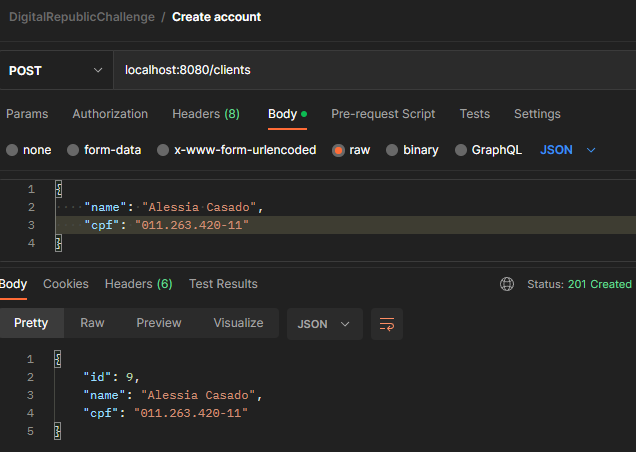 DigitalRepublicChallenge / Create account
POST localhost:8080/clients
Params Authorization Headers (8) Body Pre-request Script Tests Settings
none form-data x-www-form-urlencoded raw binary GraphQL JSON
1 {
2 "name": "Alessia Casado",
3 "cpf": "011.263.420-11"
4 }
Body Cookies Headers (6) Test Results Status: 201 Created
Pretty Raw Preview Visualize JSON
1 {
2 "id": 9,
3 "name": "Alessia Casado",
4 "cpf": "011.263.420-11"
5 }